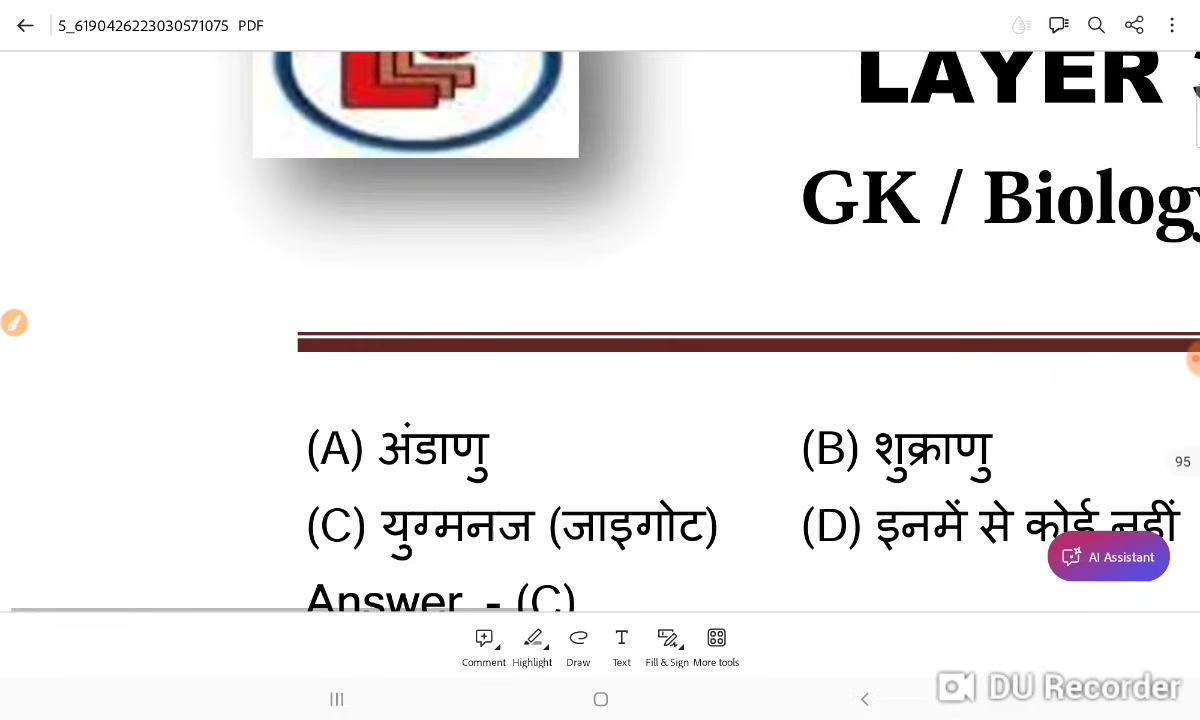 5_6190426223030571075 PDF
LAYER
GK / Biology
(A) अंडाणु (B) शुक्राणु
95
(C) युग्मनज (जाइगोट) (D) इनमें से कोई नहीं
AI Assistant
Answer - (C)
Comment Highlight Draw Text Fill & Sign More tools
DU Recorder